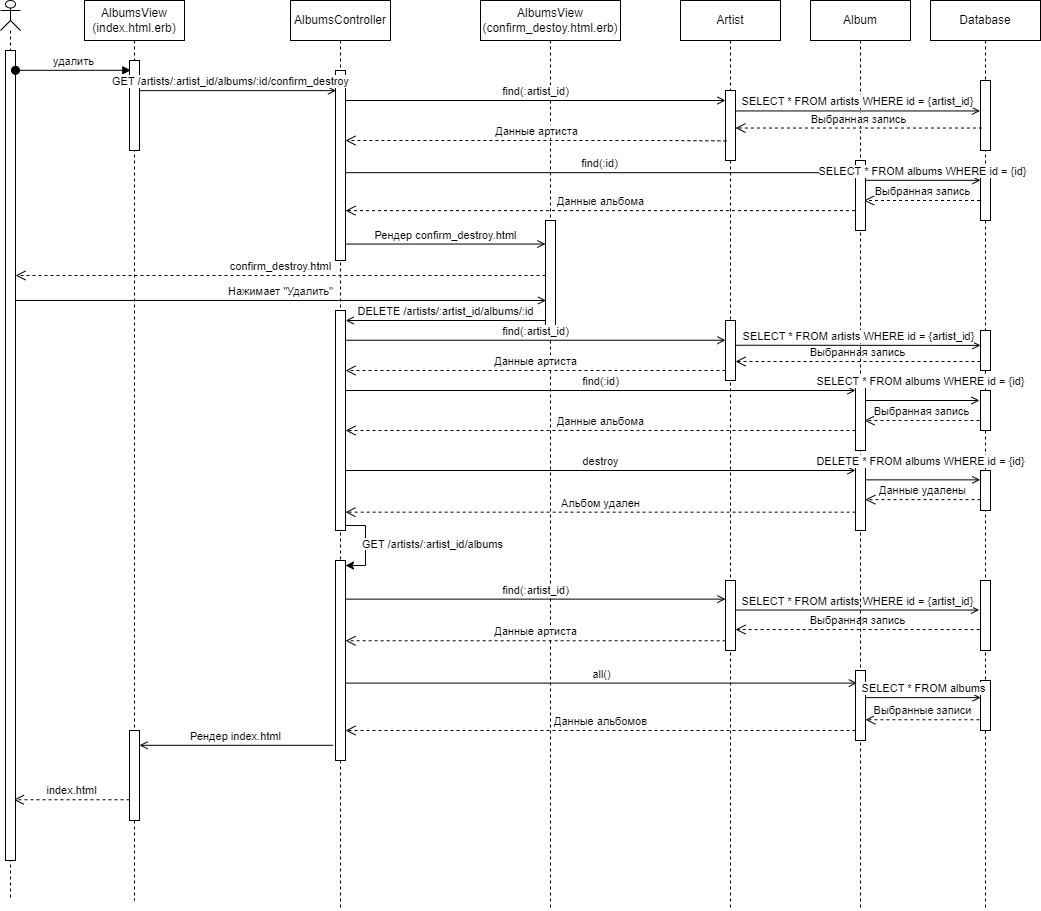 AlbumsView
(index.html.erb)
AlbumsController
AlbumsView
(confirm_destoy.html.erb)
Artist
Album
Database
удалить
GET /artists/:artist_id/albums/:id/confirm_destroy
find(:artist_id)
SELECT * FROM artists WHERE id = {artist_id}
Выбранная запись
Данные артиста
find(:id)
SELECT * FROM albums WHERE id = {id}
Выбранная запись
Данные альбома
Рендер confirm_destroy.html
confirm_destroy.html
Нажимает "Удалить"
DELETE /artists/:artist_id/albums/:id
find(:artist_id)
SELECT * FROM artists WHERE id = {artist_id}
Выбранная запись
Данные артиста
find(:id)
SELECT * FROM albums WHERE id = {id}
Выбранная запись
Данные альбома
destroy
DELETE * FROM albums WHERE id = {id}
Данные удалены
Альбом удален
GET /artists/:artist_id/albums
find(:artist_id)
SELECT * FROM artists WHERE id = {artist_id}
Выбранная запись
Данные артиста
all()
SELECT * FROM albums
Выбранные записи
Данные альбомов
Рендер index.html
index.html